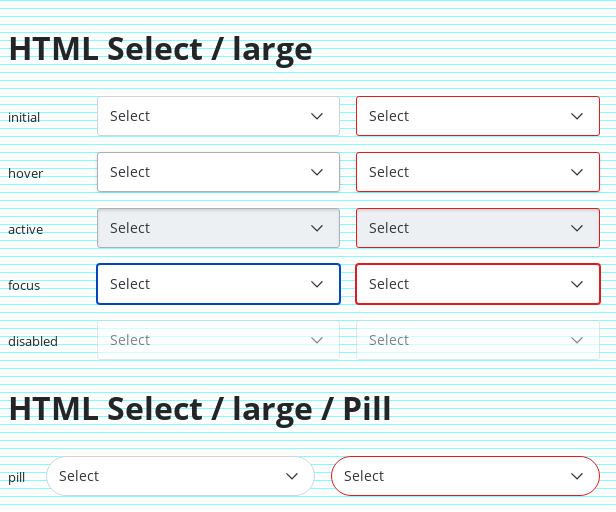 HTML Select / large
initial Select Select
hover Select Select
active Select Select
focus Select Select
disabled Select Select
HTML Select / large / Pill
pill Select Select